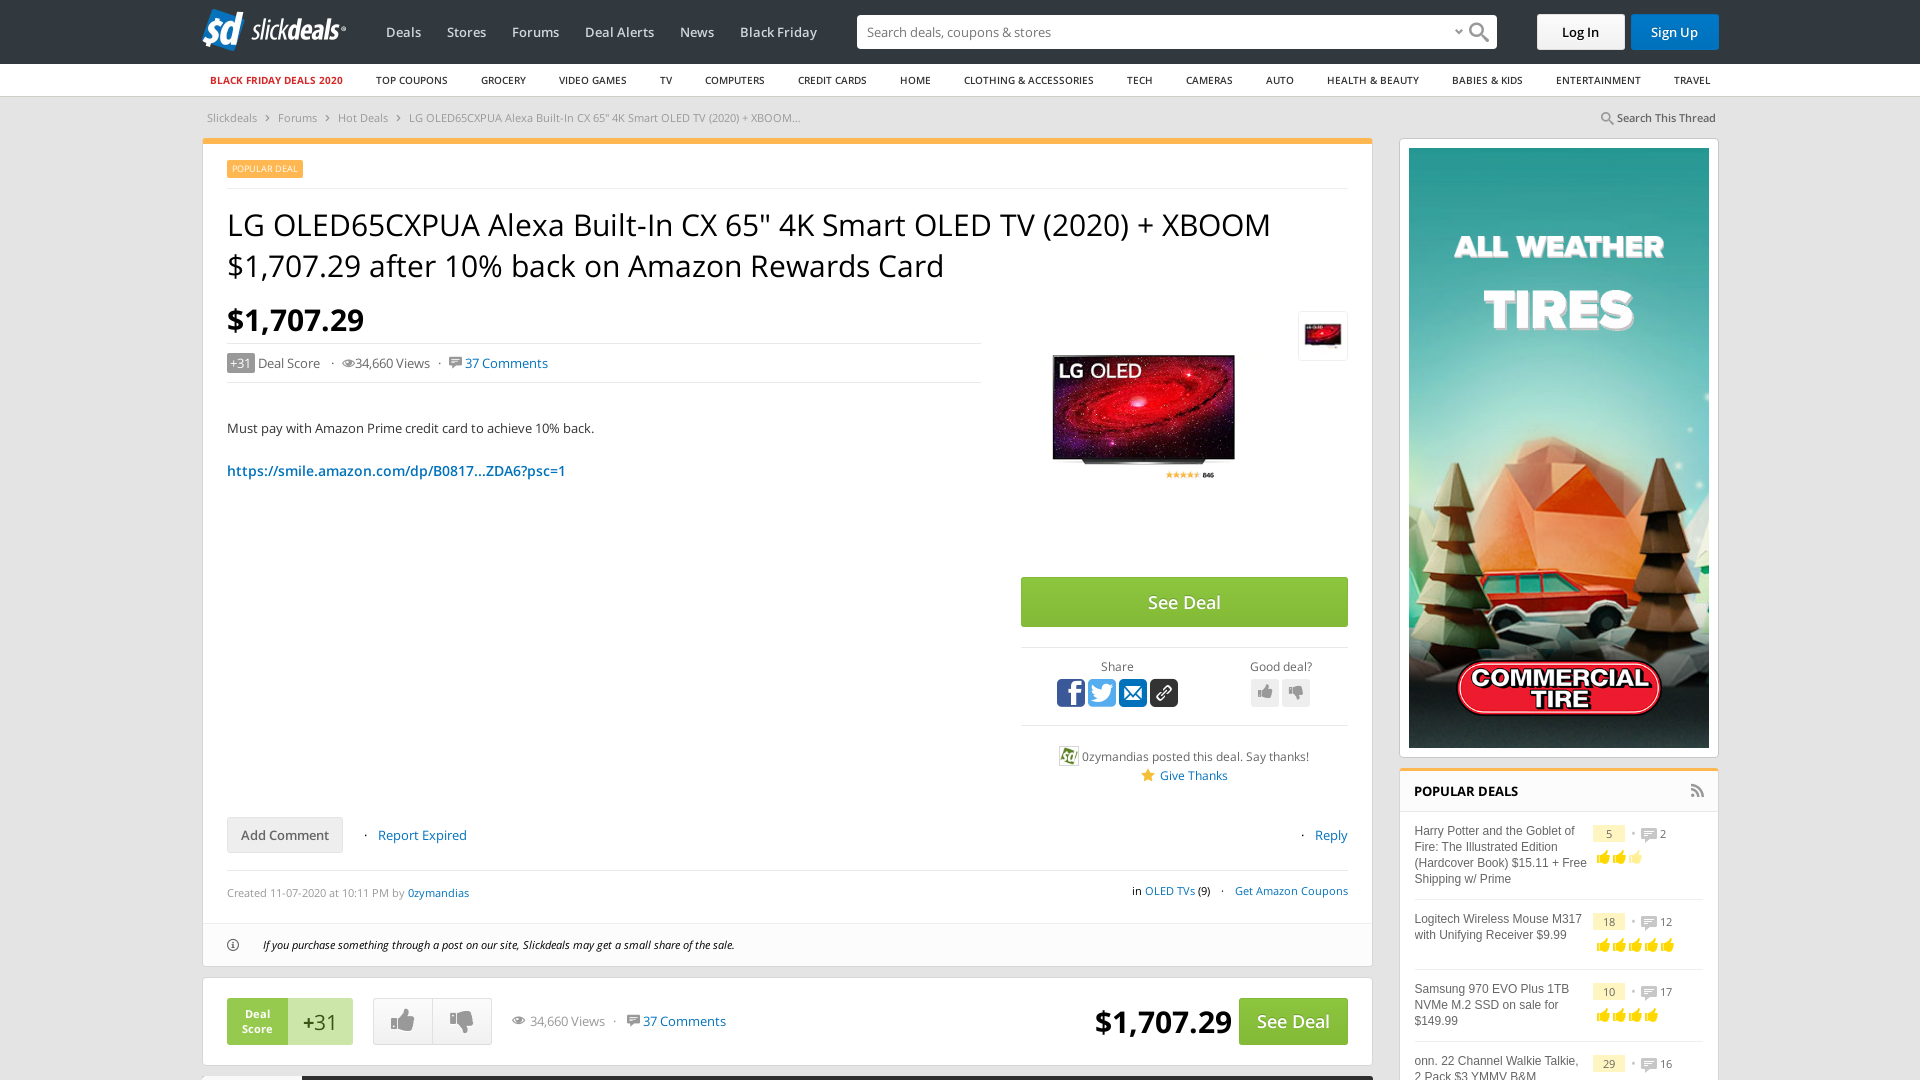 slickdeals
Deals
Stores
Forums
Deal Alerts
News
Black Friday
Search deals, coupons & stores
Log In
Sign Up
BLACK FRIDAY DEALS 2020
TOP COUPONS
GROCERY
VIDEO GAMES
TV
COMPUTERS
CREDIT CARDS
HOME
CLOTHING & ACCESSORIES
TECH
CAMERAS
AUTO
HEALTH & BEAUTY
BABIES & KIDS
ENTERTAINMENT
TRAVEL
Slickdeals › Forums › Hot Deals › LG OLED65CXPUA Alexa Built-In CX 65" 4K Smart OLED TV (2020) + XBOOM...
Search This Thread
POPULAR DEAL
LG OLED65CXPUA Alexa Built-In CX 65" 4K Smart OLED TV (2020) + XBOOM
$1,707.29 after 10% back on Amazon Rewards Card
$1,707.29
+31 Deal Score · 34,660 Views · 37 Comments
Must pay with Amazon Prime credit card to achieve 10% back.
https://smile.amazon.com/dp/B0817...ZDA6?psc=1
LG OLED
846
See Deal
Share
Good deal?
0zymandias posted this deal. Say thanks!
Give Thanks
Add Comment
· Report Expired
· Reply
Created 11-07-2020 at 10:11 PM by 0zymandias
in OLED TVs (9) · Get Amazon Coupons
If you purchase something through a post on our site, Slickdeals may get a small share of the sale.
Deal
Score
+31
34,660 Views · 37 Comments
$1,707.29
See Deal
ALL WEATHER
TIRES
COMMERCIAL
TIRE
POPULAR DEALS
Harry Potter and the Goblet of
Fire: The Illustrated Edition
(Hardcover Book) $15.11 + Free
Shipping w/ Prime
5 • 2
Logitech Wireless Mouse M317
with Unifying Receiver $9.99
18 • 12
Samsung 970 EVO Plus 1TB
NVMe M.2 SSD on sale for
$149.99
10 • 17
onn. 22 Channel Walkie Talkie,
2 Pack $3 YMMV B&M
29 • 16